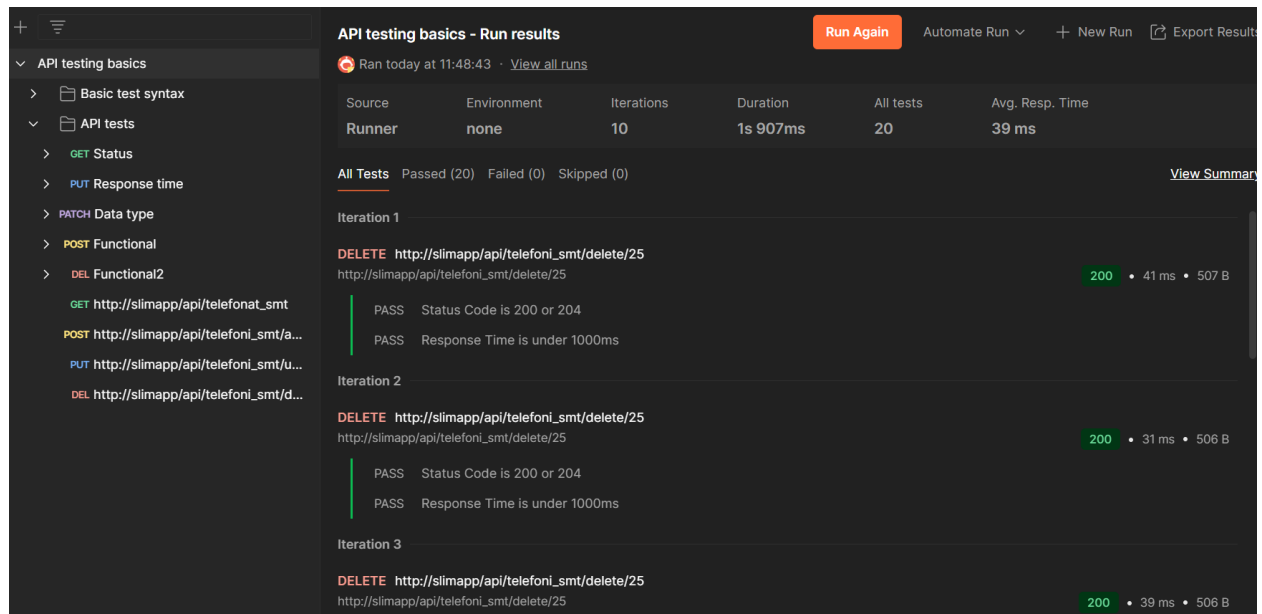 API testing basics
Basic test syntax
API tests
GET Status
PUT Response time
PATCH Data type
POST Functional
DEL Functional2
GET http://slimapp/api/telefonat_smt
POST http://slimapp/api/telefoni_smt/a...
PUT http://slimapp/api/telefoni_smt/u...
DEL http://slimapp/api/telefoni_smt/d...
API testing basics - Run results
Run Again Automate Run + New Run Export Results
Ran today at 11:48:43 · View all runs
Source Environment Iterations Duration All tests Avg. Resp. Time
Runner none 10 1s 907ms 20 39 ms
All Tests Passed (20) Failed (0) Skipped (0) View Summary
Iteration 1
DELETE http://slimapp/api/telefoni_smt/delete/25
http://slimapp/api/telefoni_smt/delete/25 200 • 41 ms • 507 B
PASS Status Code is 200 or 204
PASS Response Time is under 1000ms
Iteration 2
DELETE http://slimapp/api/telefoni_smt/delete/25
http://slimapp/api/telefoni_smt/delete/25 200 • 31 ms • 506 B
PASS Status Code is 200 or 204
PASS Response Time is under 1000ms
Iteration 3
DELETE http://slimapp/api/telefoni_smt/delete/25
http://slimapp/api/telefoni_smt/delete/25 200 • 39 ms • 506 B